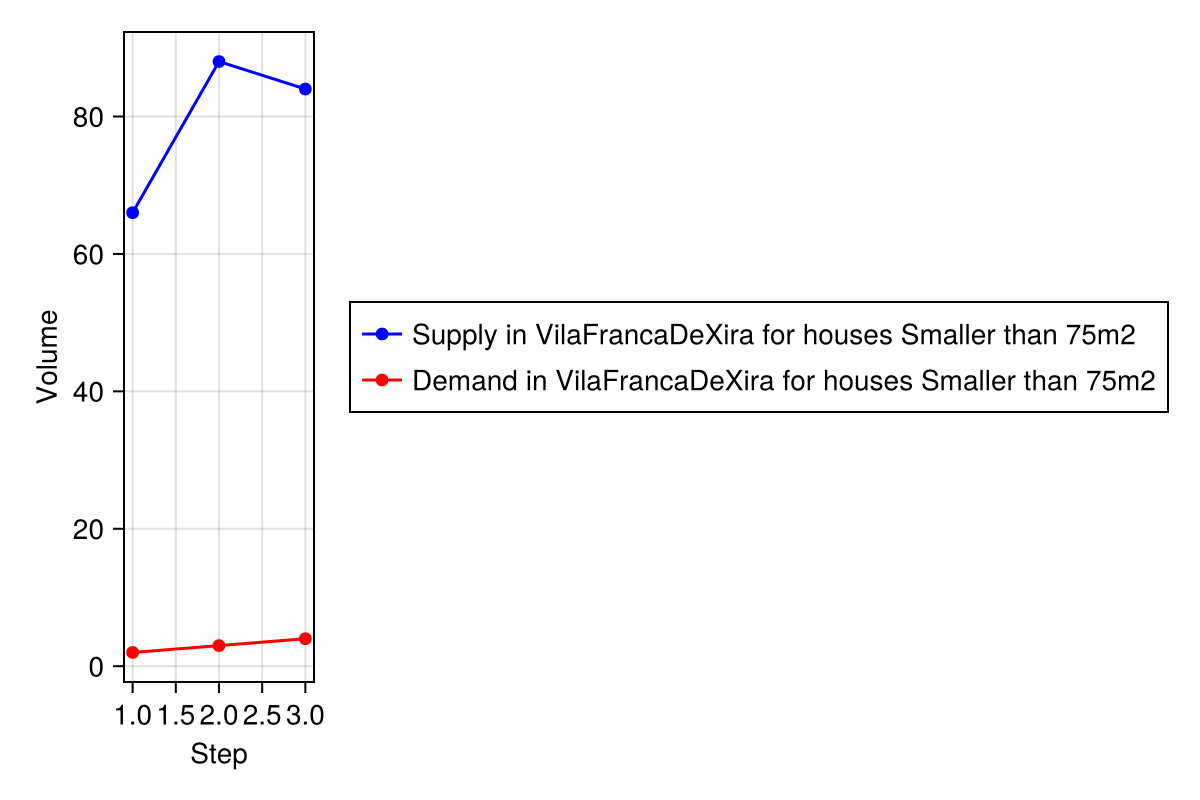 80
60
40
20
0
Volume
1.0 1.5 2.0 2.5 3.0
Step
Supply in VilaFrancaDeXira for houses Smaller than 75m2
Demand in VilaFrancaDeXira for houses Smaller than 75m2